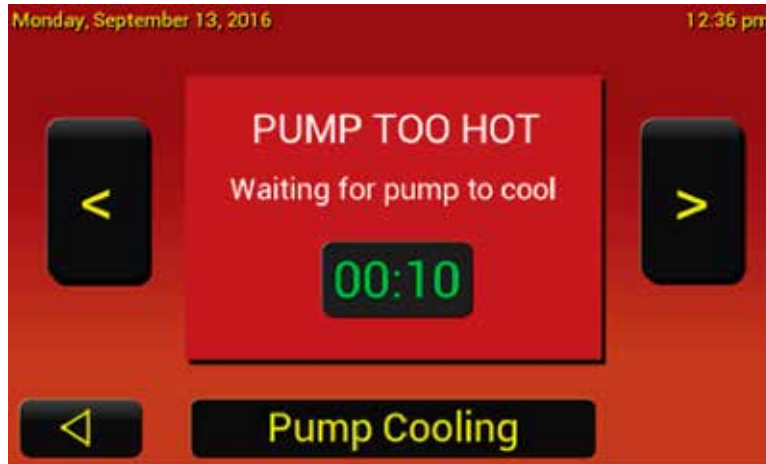 Monday, September 13, 2016 12:36 pm
PUMP TOO HOT
Waiting for pump to cool
< >
00:10
Pump Cooling